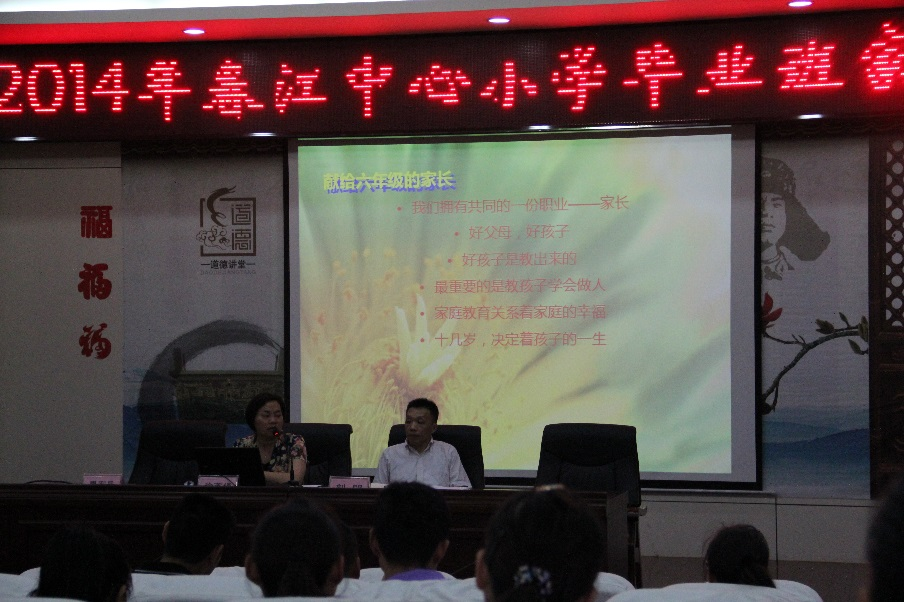 2014年春江中心小学毕业班家
献给六年级的家长
• 我们拥有共同的一份职业——家长
• 好父母，好孩子
• 好孩子是教出来的
• 最重要的是教孩子学会做人
• 家庭教育关系着家庭的幸福
• 十几岁，决定着孩子的一生
福
福
福
道德
道德讲堂